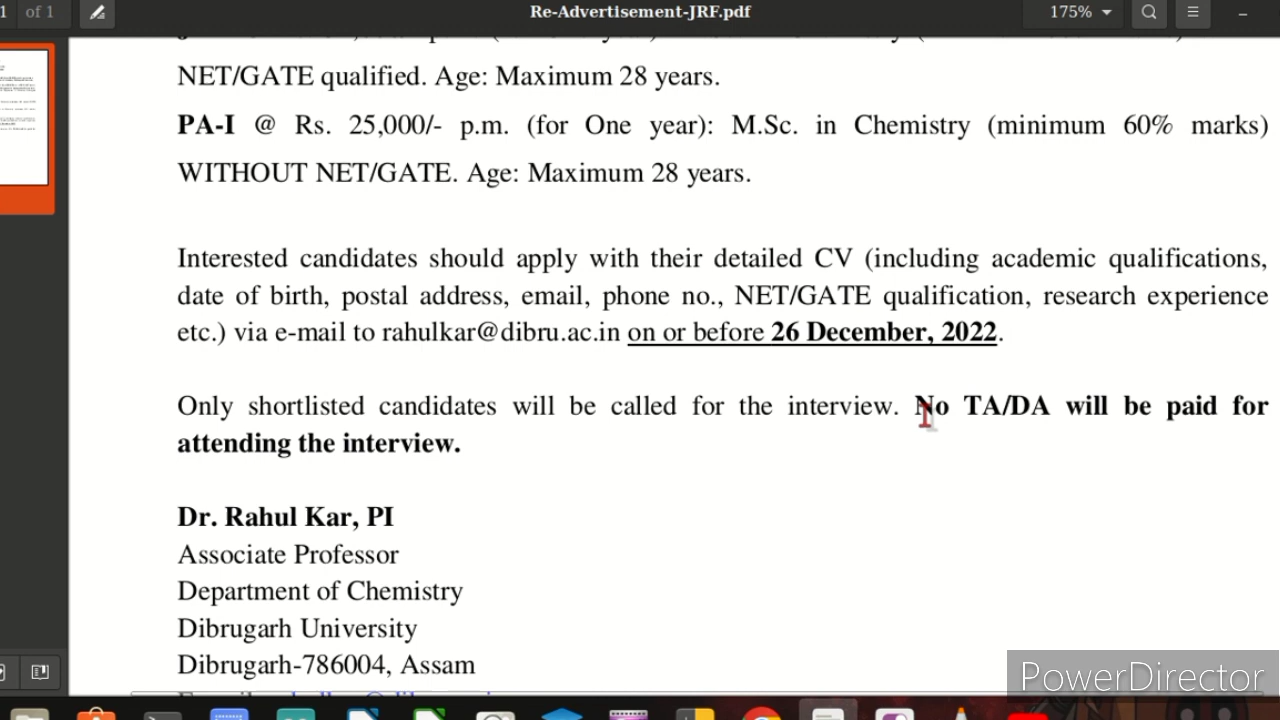 1 of 1 Re-Advertisement-JRF.pdf 175%
NET/GATE qualified. Age: Maximum 28 years.
PA-I @ Rs. 25,000/- p.m. (for One year): M.Sc. in Chemistry (minimum 60% marks)
WITHOUT NET/GATE. Age: Maximum 28 years.
Interested candidates should apply with their detailed CV (including academic qualifications,
date of birth, postal address, email, phone no., NET/GATE qualification, research experience
etc.) via e-mail to rahulkar@dibru.ac.in on or before 26 December, 2022.
Only shortlisted candidates will be called for the interview. No TA/DA will be paid for
attending the interview.
Dr. Rahul Kar, PI
Associate Professor
Department of Chemistry
Dibrugarh University
Dibrugarh-786004, Assam
PowerDirector